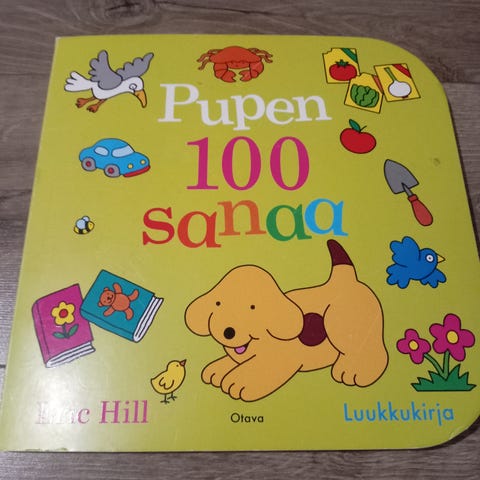 Pupen
100
sanaa
Eric Hill
Otava
Luukkukirja